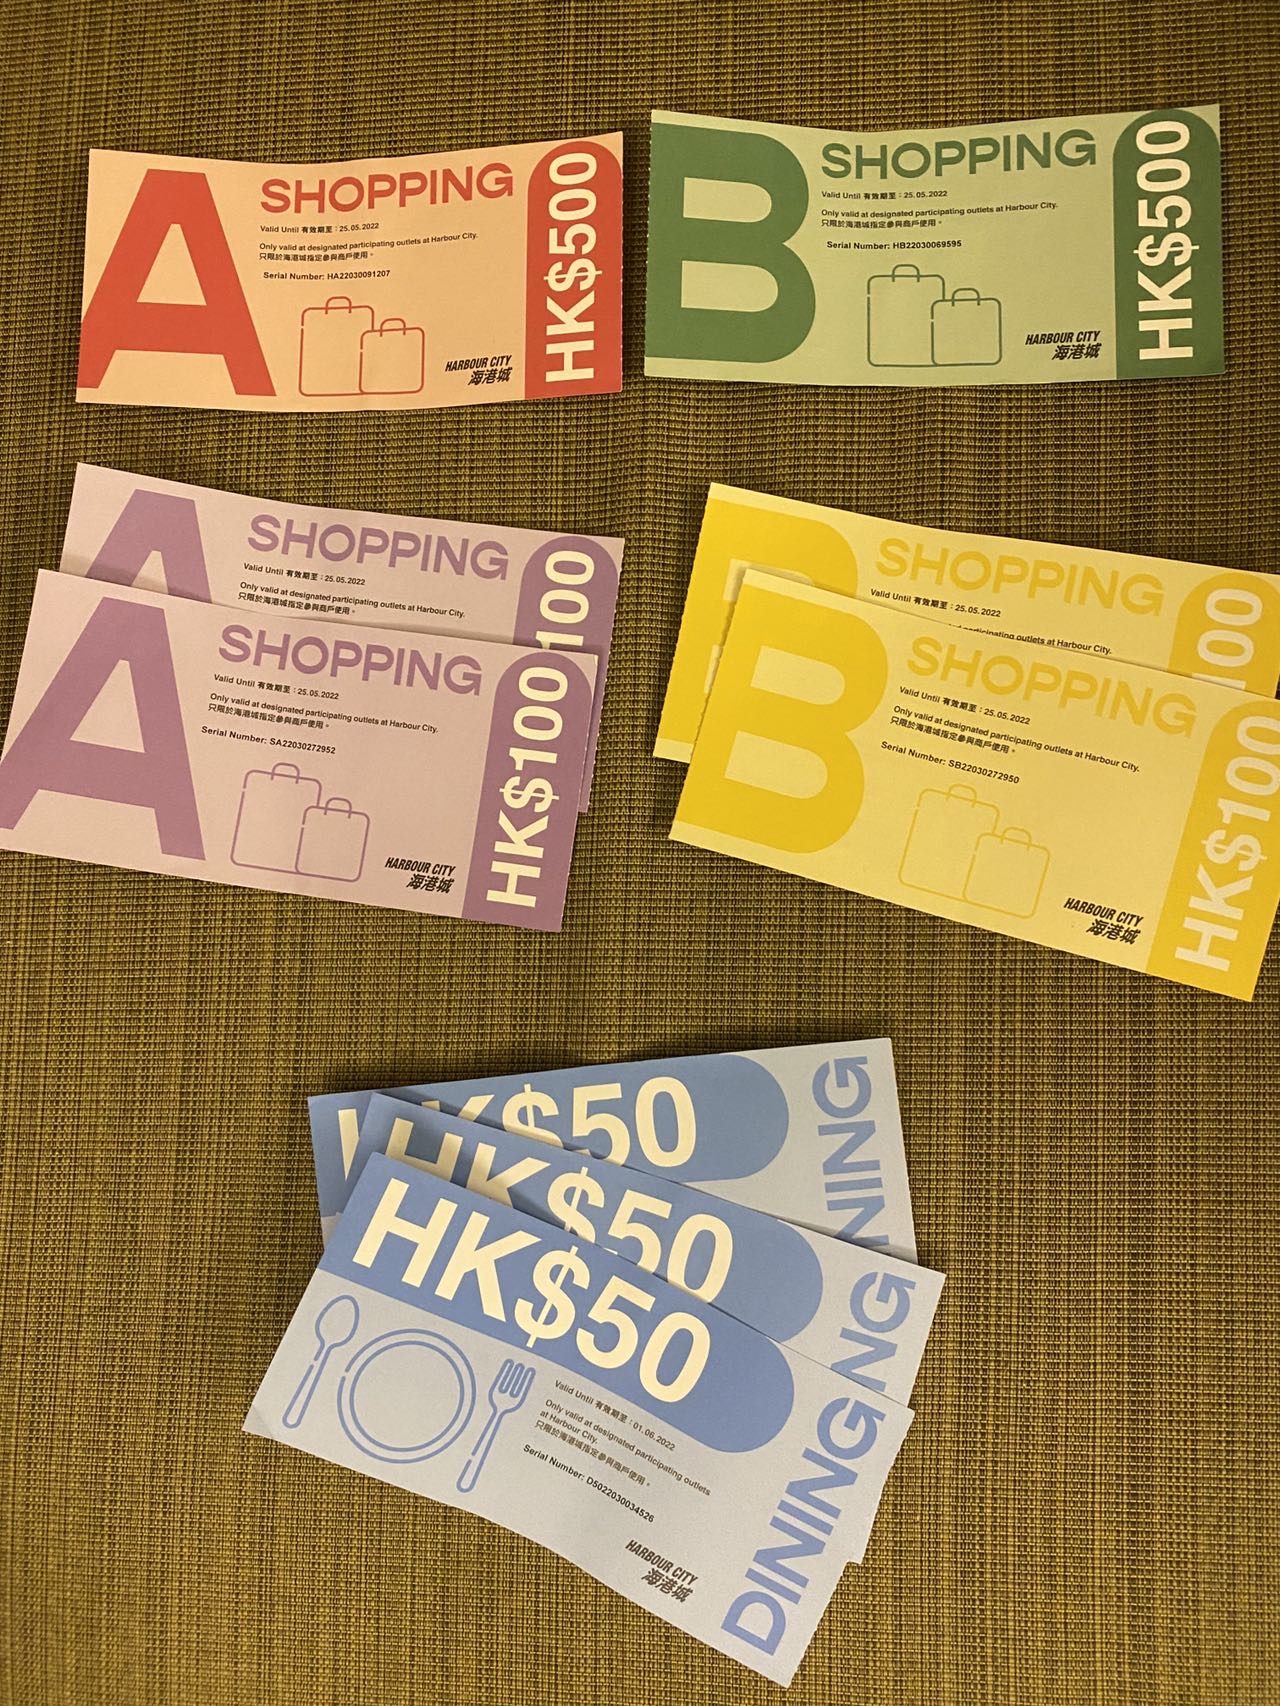 A
SHOPPING
Valid Until 有效期至：25.05.2022
Only valid at designated participating outlets at Harbour City.
只限於海港城指定參與商戶使用。
Serial Number: HA22030091207
HARBOUR CITY
海港城
HK$500
B
SHOPPING
Valid Until 有效期至：25.05.2022
Only valid at designated participating outlets at Harbour City.
只限於海港城指定參與商戶使用。
Serial Number: HB22030069595
HARBOUR CITY
海港城
HK$500
A
SHOPPING
Valid Until 有效期至：25.05.2022
Only valid at designated participating outlets at Harbour City.
只限於海港城指定參與商戶使用。
100
A
SHOPPING
Valid Until 有效期至：25.05.2022
Only valid at designated participating outlets at Harbour City.
只限於海港城指定參與商戶使用。
Serial Number: SA22030272952
HARBOUR CITY
海港城
HK$100
B
SHOPPING
Valid Until 有效期至：25.05.2022
participating outlets at Harbour City.
100
B
SHOPPING
Valid Until 有效期至：25.05.2022
Only valid at designated participating outlets at Harbour City.
只限於海港城指定參與商戶使用。
Serial Number: SB22030272950
HARBOUR CITY
海港城
HK$100
HK$50
NING
HK$50
NG
HK$50
Valid Until 有效期至：01.06.2022
Only valid at designated participating outlets
at Harbour City.
只限於海港城指定參與商戶使用。
Serial Number: D5022030034526
HARBOUR CITY
海港城
DINING